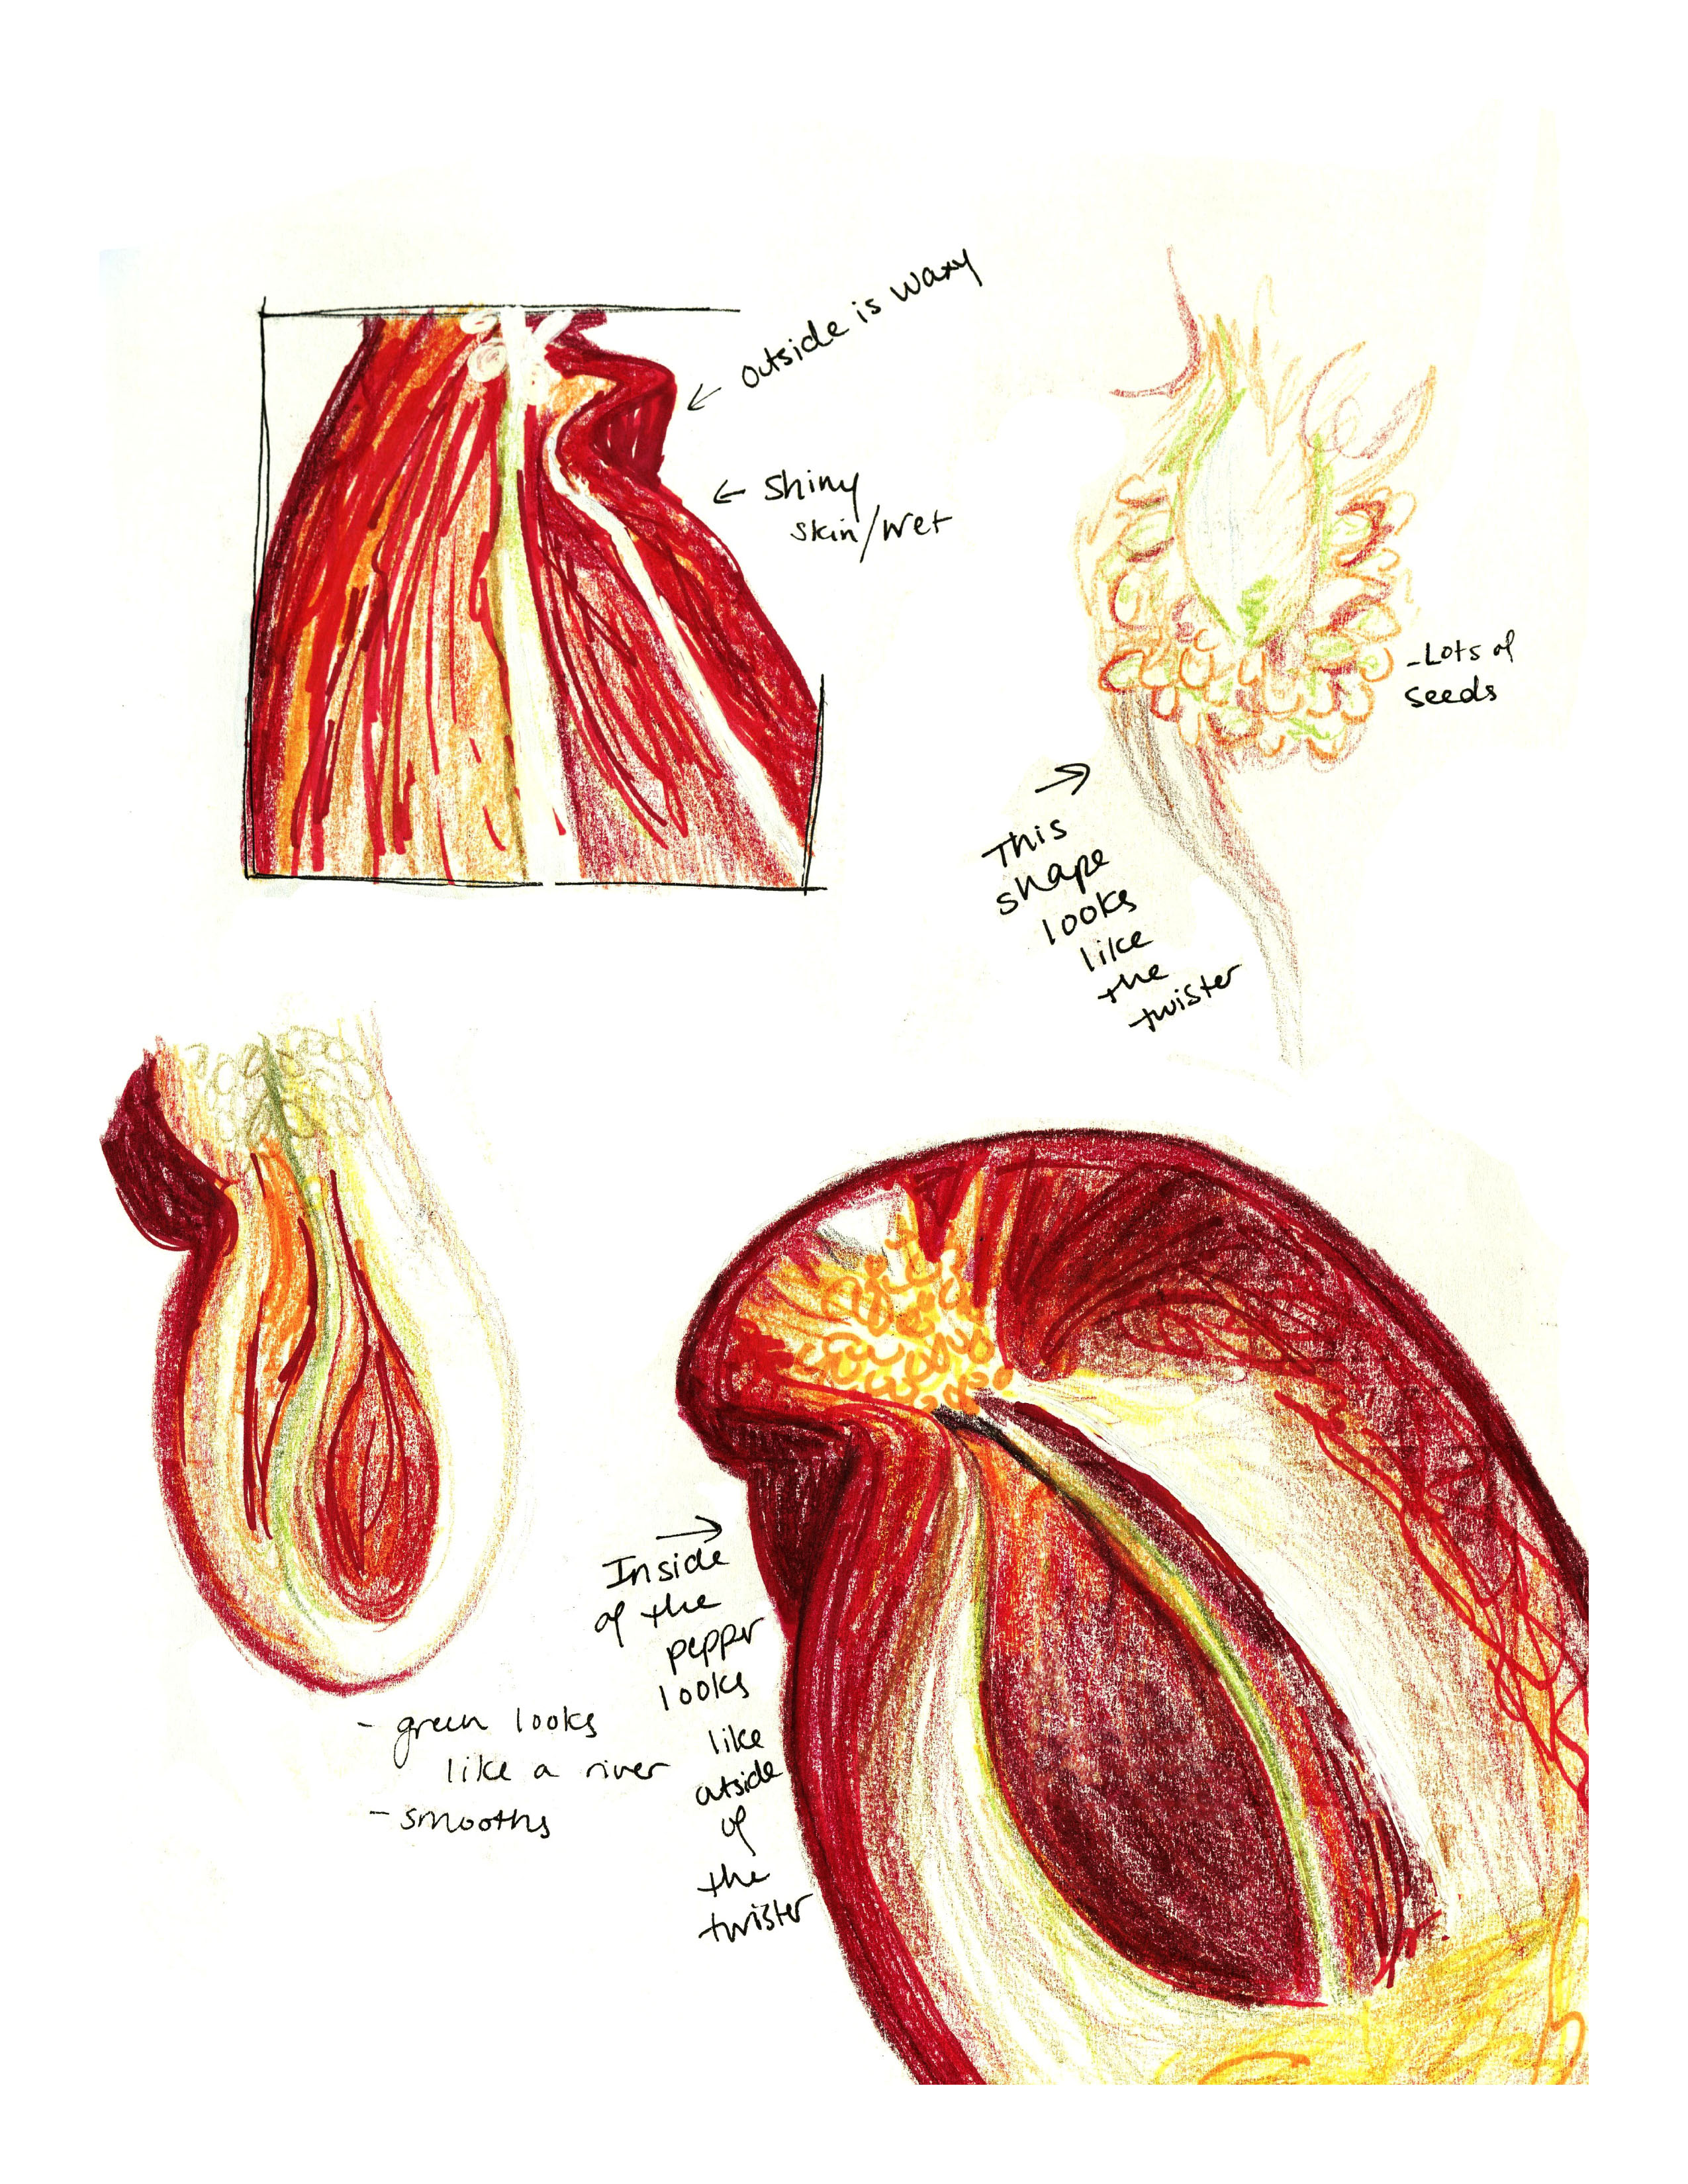 outside is waxy
shiny
skin/wet
-Lots of
seeds
This
shape
looks
like
the
twister
Inside
of the
pepper
looks
like
outside
of
the
twister
- green looks
like a river
- smooths